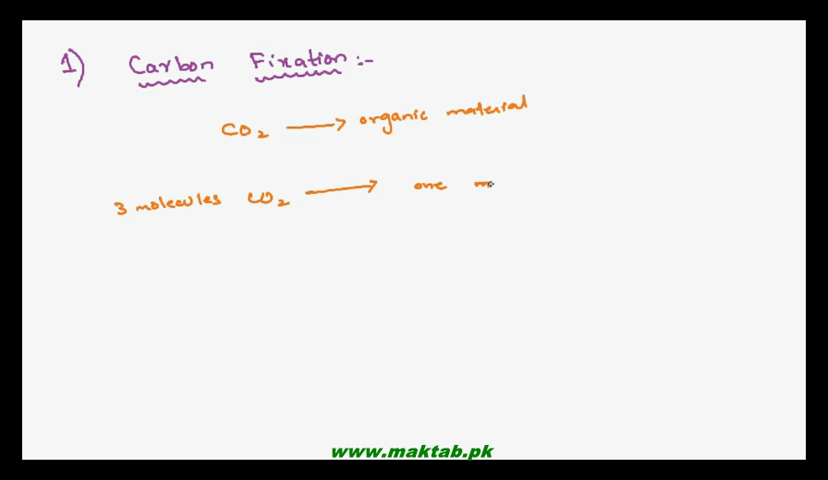 1) Carbon Fixation :-
CO₂ → organic material
3 molecules CO₂ → one
www.maktab.pk